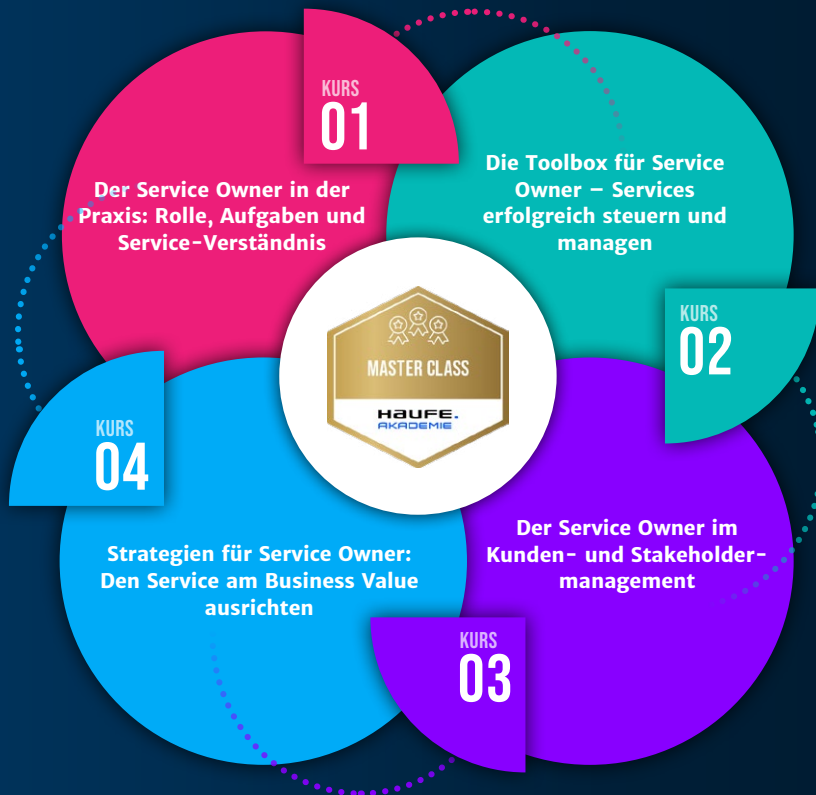 KURS
01
Der Service Owner in der
Praxis: Rolle, Aufgaben und
Service-Verständnis
Die Toolbox für Service
Owner – Services
erfolgreich steuern und
managen
KURS
02
MASTER CLASS
HAUFE.
AKADEMIE
KURS
04
Strategien für Service Owner:
Den Service am Business Value
ausrichten
Der Service Owner im
Kunden- und Stakeholder-
management
KURS
03